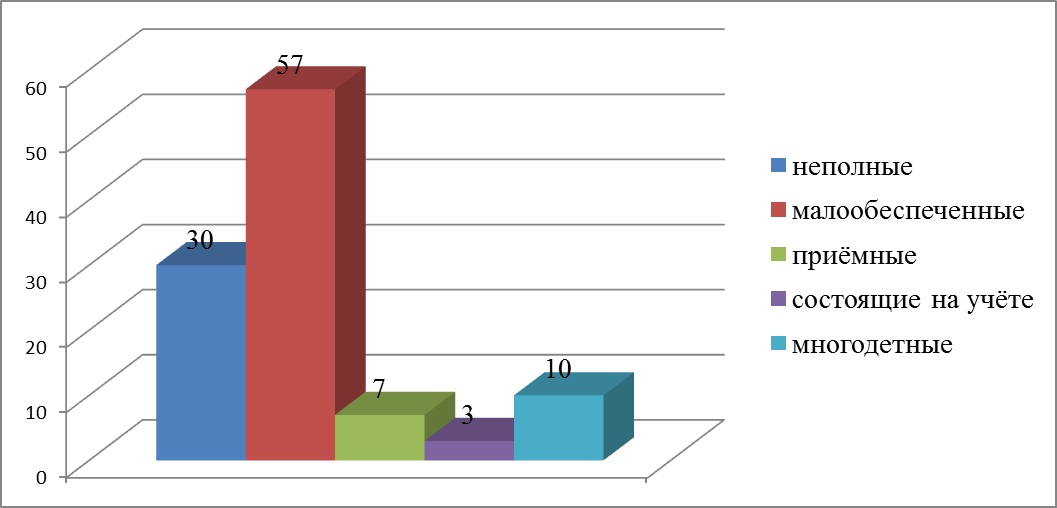 60
50
40
30
20
10
0
30
57
7
3
10
неполные
малообеспеченные
приёмные
состоящие на учёте
многодетные